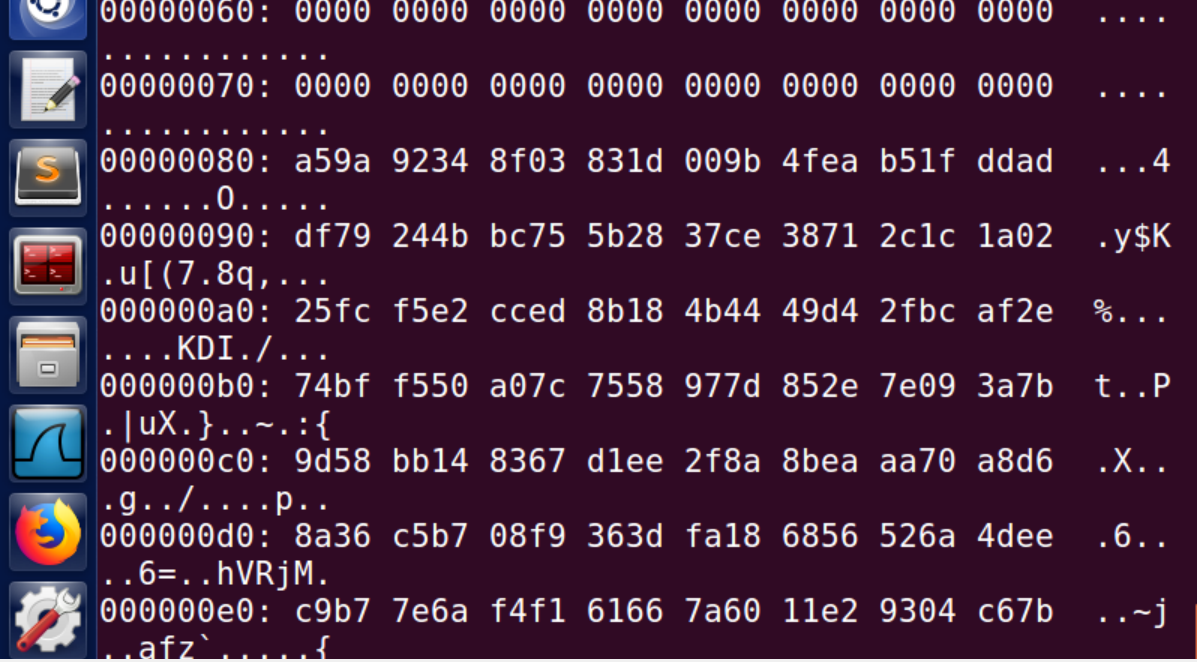 00000060: 0000 0000 0000 0000 0000 0000 0000 0000  ....
............
00000070: 0000 0000 0000 0000 0000 0000 0000 0000  ....
............
00000080: a59a 9234 8f03 831d 009b 4fea b51f ddad  ...4
......O.....
00000090: df79 244b bc75 5b28 37ce 3871 2c1c 1a02  .y$K
.u[(7.8q,...
000000a0: 25fc f5e2 cced 8b18 4b44 49d4 2fbc af2e  %...
....KDI./...
000000b0: 74bf f550 a07c 7558 977d 852e 7e09 3a7b  t..P
.|uX.}..~.:{
000000c0: 9d58 bb14 8367 d1ee 2f8a 8bea aa70 a8d6  .X..
.g../....p..
000000d0: 8a36 c5b7 08f9 363d fa18 6856 526a 4dee  .6..
..6=..hVRjM.
000000e0: c9b7 7e6a f4f1 6166 7a60 11e2 9304 c67b  ..~j
..afz`.....{